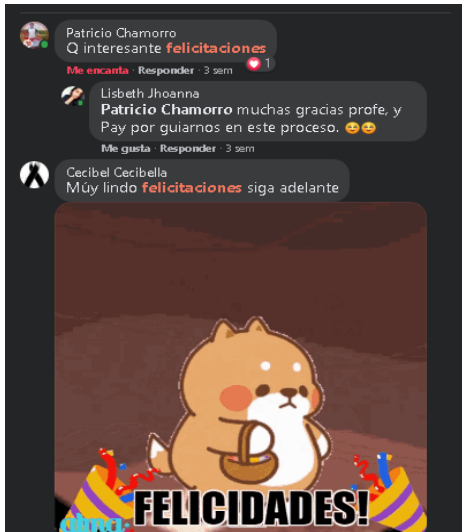 Patricio Chamorro
Q interesante felicitaciones
1
Me encanta · Responder · 3 sem
Lisbeth Jhoanna
Patricio Chamorro muchas gracias profe, y
Pay por guiarnos en este proceso. 😊😊
Me gusta · Responder · 3 sem
Cecibel Cecibella
Múy lindo felicitaciones siga adelante
FELICIDADES!
alma.